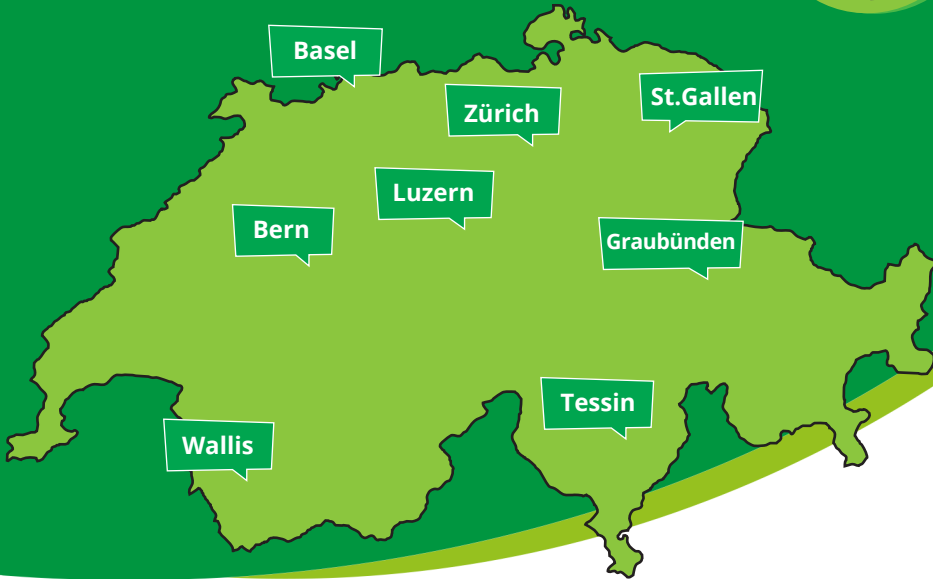 Basel
Zürich
St.Gallen
Luzern
Bern
Graubünden
Tessin
Wallis